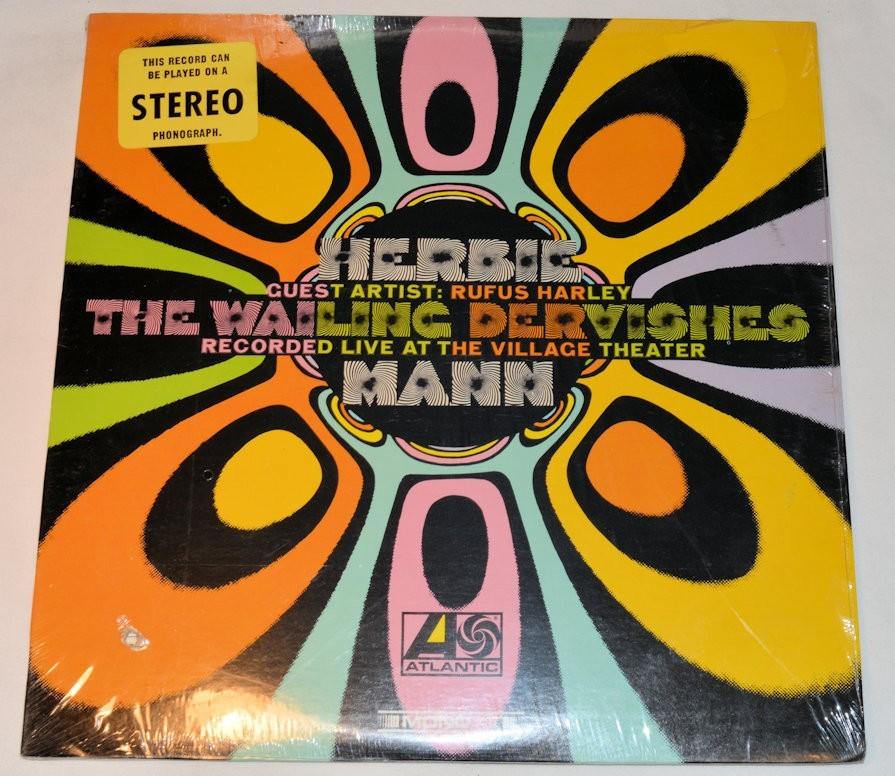 THIS RECORD CAN
BE PLAYED ON A
STEREO
PHONOGRAPH.
HERBIE
GUEST ARTIST: RUFUS HARLEY
THE WAILING DERVISHES
RECORDED LIVE AT THE VILLAGE THEATER
MANN
A
ATLANTIC
MONO